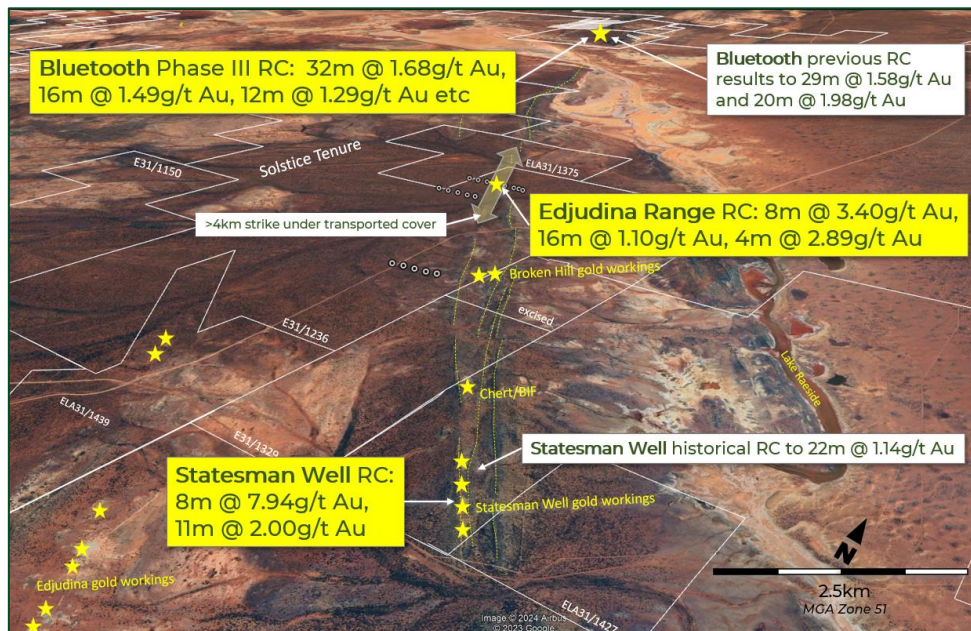 Bluetooth Phase III RC: 32m @ 1.68g/t Au,
16m @ 1.49g/t Au, 12m @ 1.29g/t Au etc
Bluetooth previous RC
results to 29m @ 1.58g/t Au
and 20m @ 1.98g/t Au
E31/1150
Solstice Tenure
ELA31/1375
>4km strike under transported cover
Edjudina Range RC: 8m @ 3.40g/t Au,
16m @ 1.10g/t Au, 4m @ 2.89g/t Au
Broken Hill gold workings
excised
E31/1236
Lake Raeside
Chert/BIF
ELA31/1439
E31/1329
Statesman Well historical RC to 22m @ 1.14g/t Au
Statesman Well RC:
8m @ 7.94g/t Au,
11m @ 2.00g/t Au
Statesman Well gold workings
Edjudina gold workings
N
2.5km
MGA Zone 51
ELA31/1427
Image © 2024 Airbus
© 2023 Google